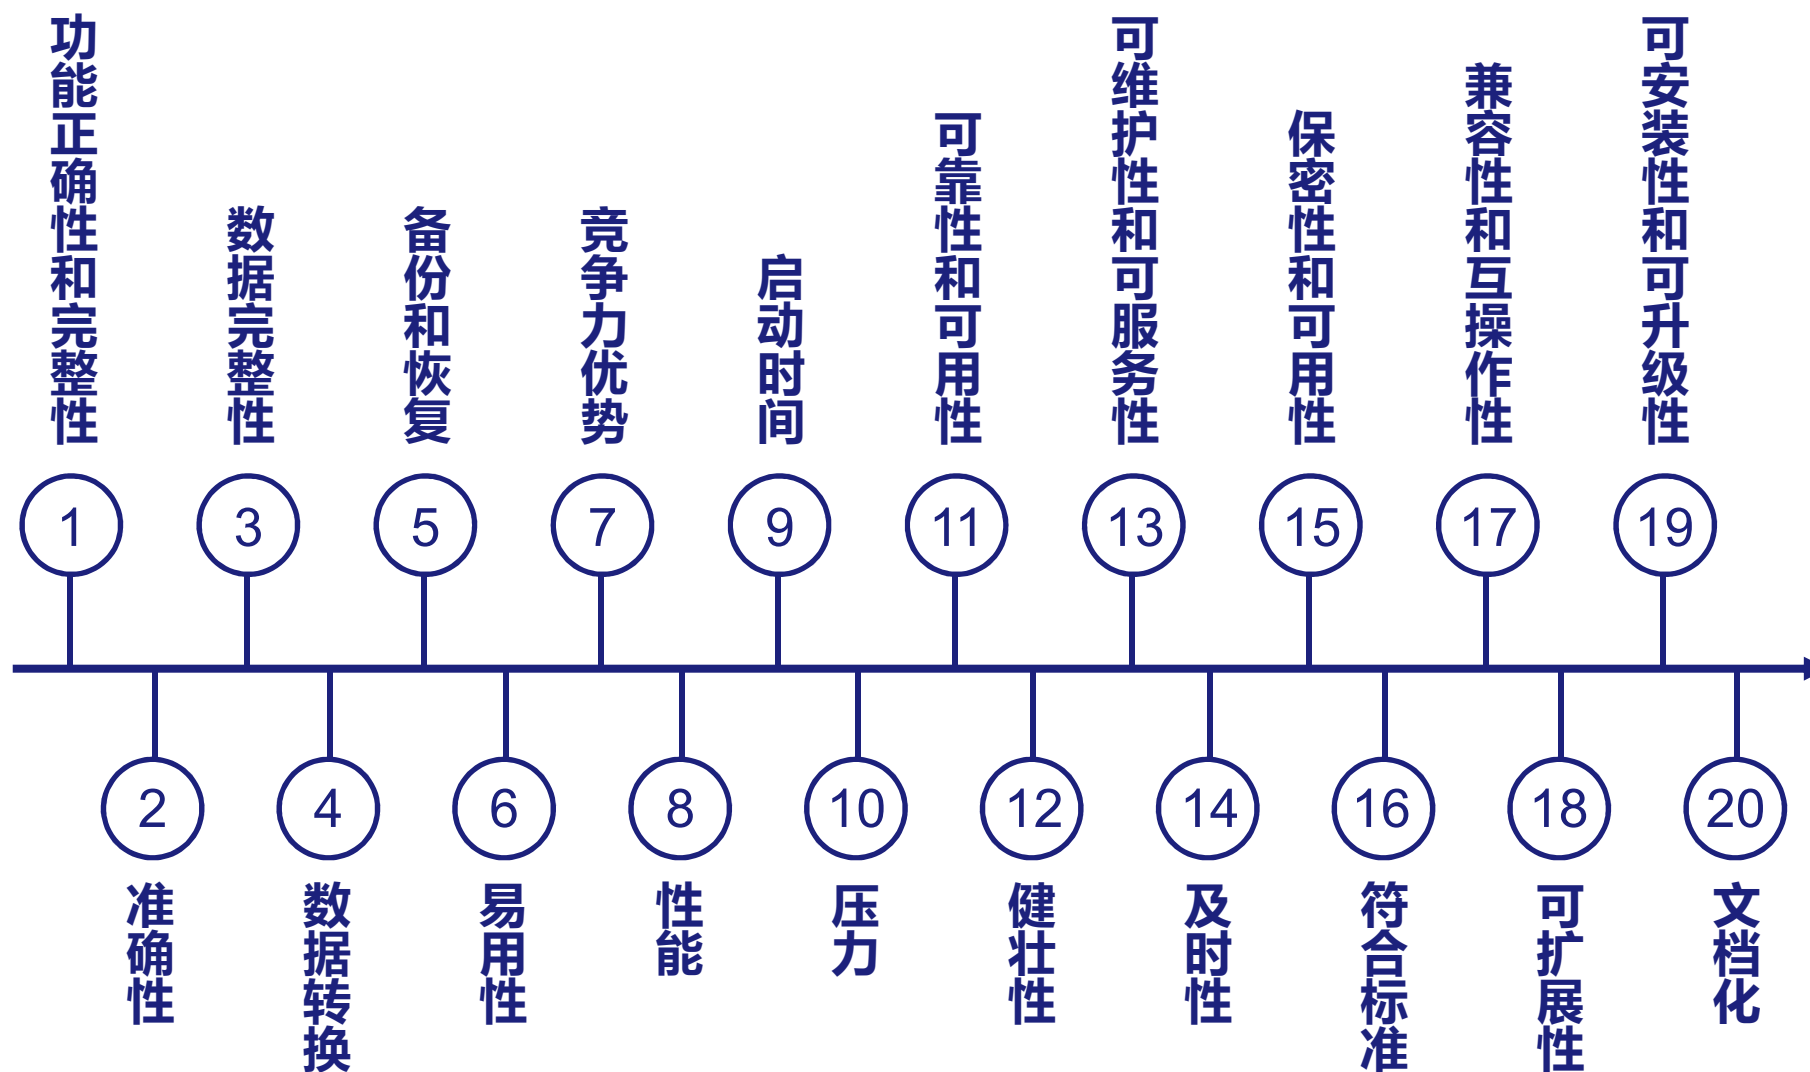 功能正确性和完整性
数据完整性
备份和恢复
竞争力优势
启动时间
可靠性和可用性
可维护性和可服务性
保密性和可用性
兼容性和互操作性
可安装性和可升级性
1
3
5
7
9
11
13
15
17
19
2
4
6
8
10
12
14
16
18
20
准确性
数据转换
易用性
性能
压力
健壮性
及时性
符合标准
可扩展性
文档化